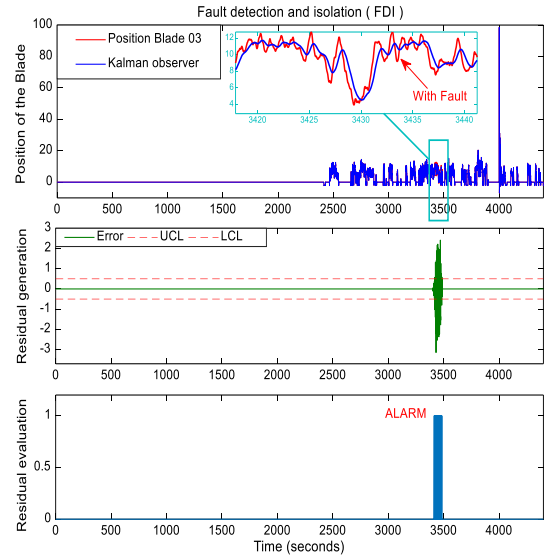 Fault detection and isolation ( FDI )
Position of the Blade
100
80
60
40
20
0
Position Blade 03
Kalman observer
12
10
8
6
4
With Fault
3420 3425 3430 3435 3440
0 500 1000 1500 2000 2500 3000 3500 4000
Residual generation
3
2
1
0
-1
-2
-3
Error UCL LCL
0 500 1000 1500 2000 2500 3000 3500 4000
Residual evaluation
1
0.5
0
ALARM
0 500 1000 1500 2000 2500 3000 3500 4000
Time (seconds)